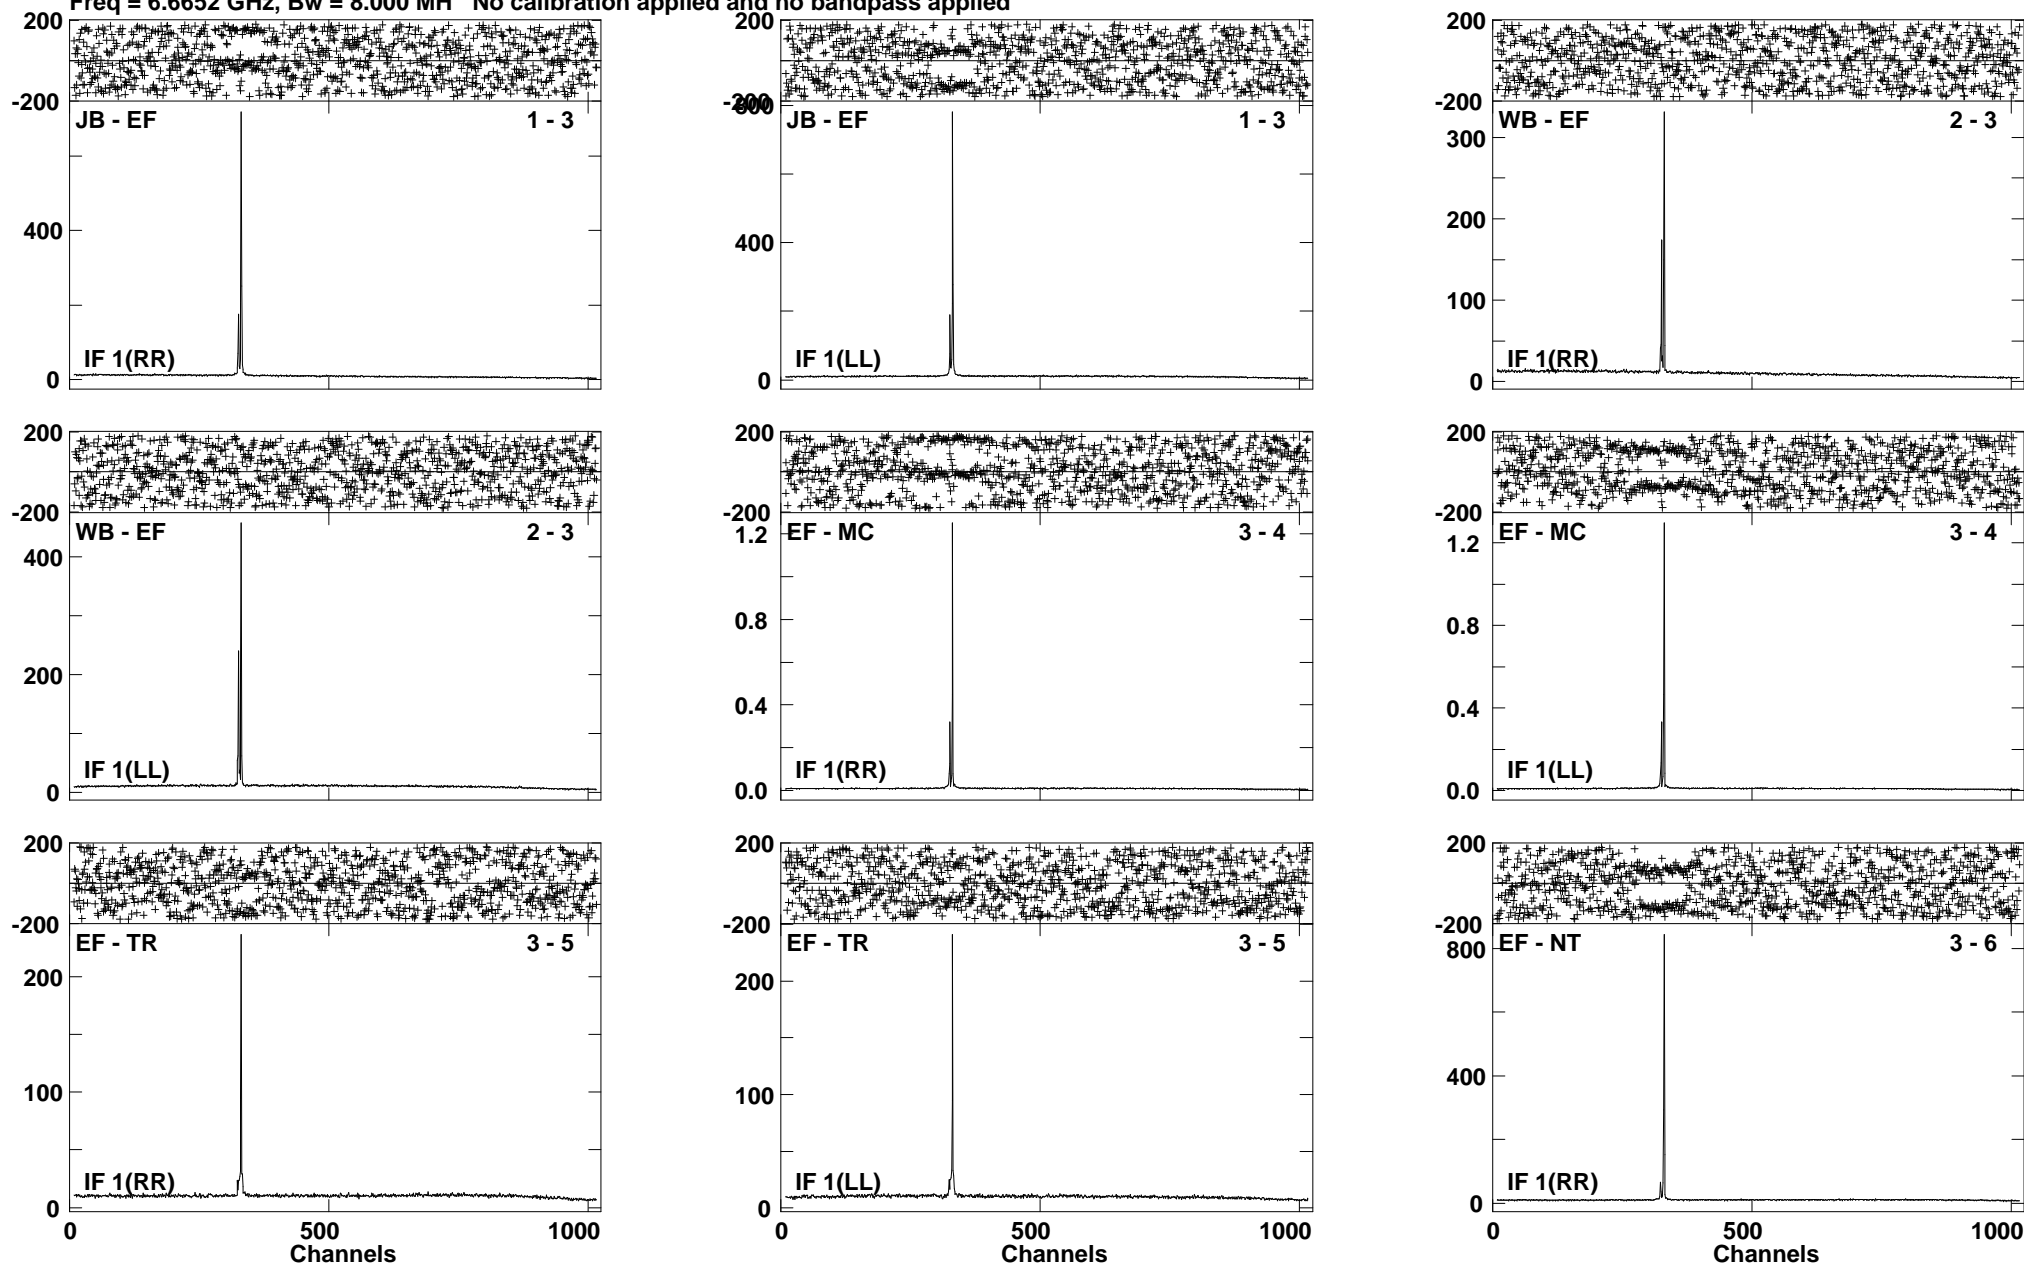 Freq = 6.6652 GHz, Bw = 8.000 MH No calibration applied and no bandpass applied
200
-200
JB - EF 1 - 3
400
0
IF 1(RR)
200
-200
800
JB - EF 1 - 3
400
0
IF 1(LL)
200
-200
WB - EF 2 - 3
300
200
100
0
IF 1(RR)
200
-200
WB - EF 2 - 3
400
200
0
IF 1(LL)
200
-200
EF - MC 3 - 4
1.2
0.8
0.4
0.0
IF 1(RR)
200
-200
EF - MC 3 - 4
1.2
0.8
0.4
0.0
IF 1(LL)
200
-200
EF - TR 3 - 5
200
100
0
IF 1(RR)
0 500 1000
Channels
200
-200
EF - TR 3 - 5
200
100
0
IF 1(LL)
0 500 1000
Channels
200
-200
EF - NT 3 - 6
800
400
0
IF 1(RR)
0 500 1000
Channels